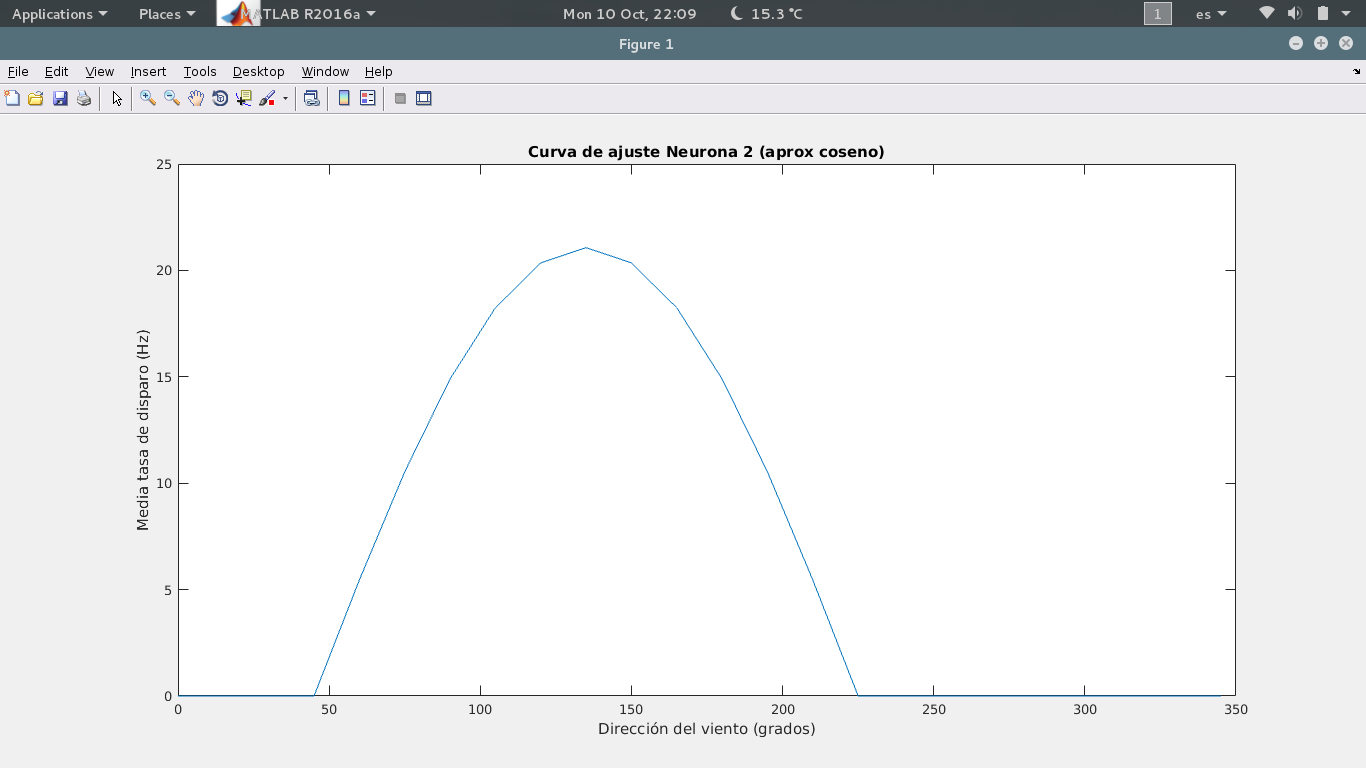 Applications Places MATLAB R2016a Mon 10 Oct, 22:09 15.3 °C 1 es
Figure 1
File Edit View Insert Tools Desktop Window Help
Curva de ajuste Neurona 2 (aprox coseno)
25
20
15
10
5
0
Media tasa de disparo (Hz)
0 50 100 150 200 250 300 350
Dirección del viento (grados)